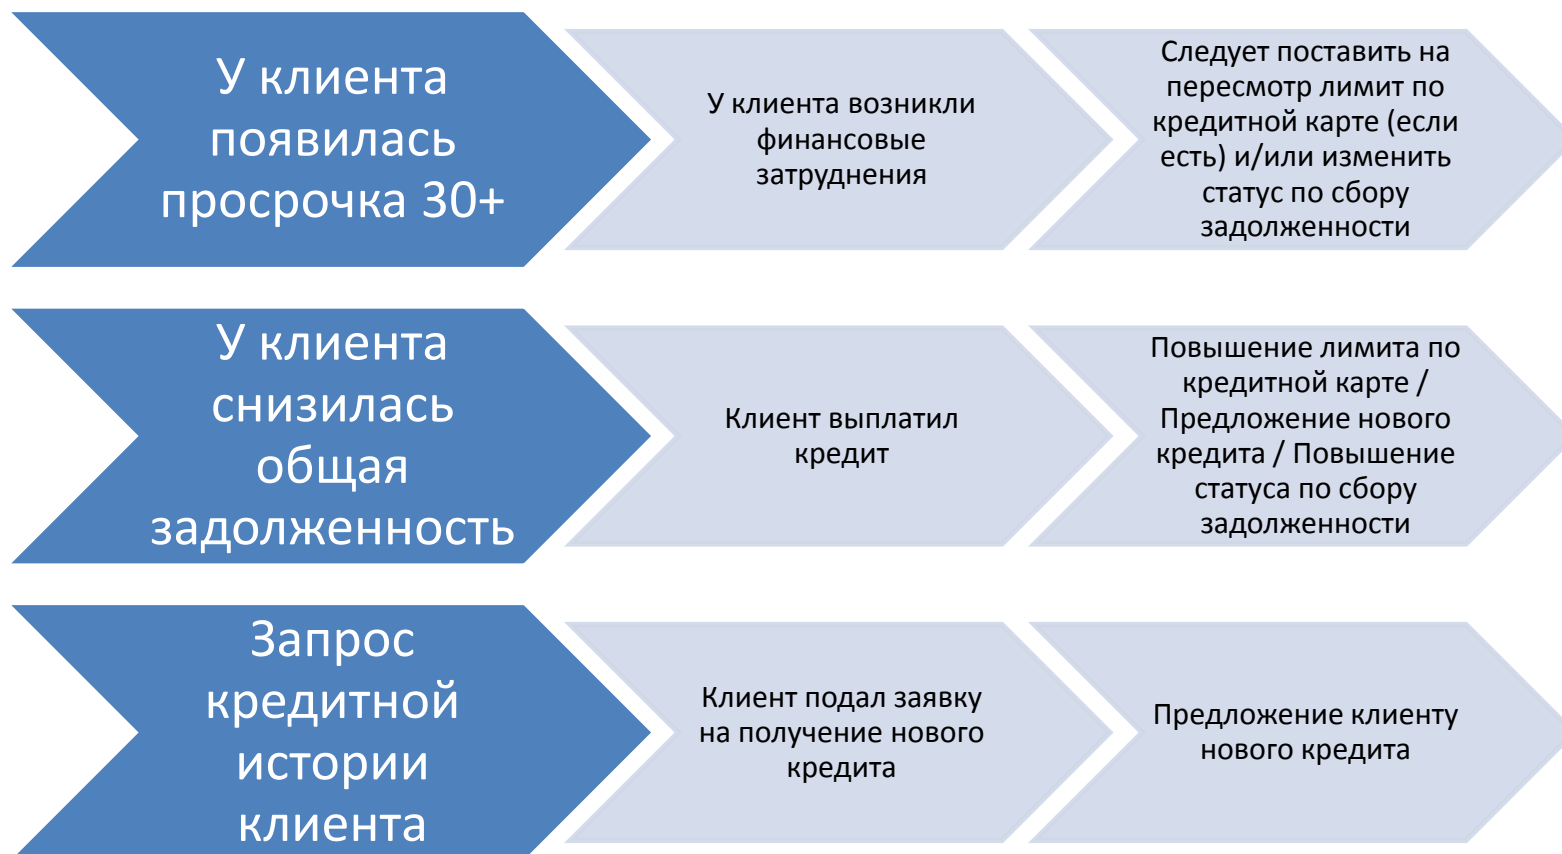 У клиента
появилась
просрочка 30+
У клиента возникли
финансовые
затруднения
Следует поставить на
пересмотр лимит по
кредитной карте (если
есть) и/или изменить
статус по сбору
задолженности
У клиента
снизилась
общая
задолженность
Клиент выплатил
кредит
Повышение лимита по
кредитной карте /
Предложение нового
кредита / Повышение
статуса по сбору
задолженности
Запрос
кредитной
истории
клиента
Клиент подал заявку
на получение нового
кредита
Предложение клиенту
нового кредита